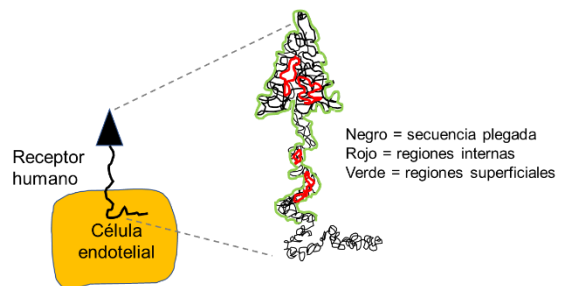 Receptor
humano
Célula
endotelial
Negro = secuencia plegada
Rojo = regiones internas
Verde = regiones superficiales